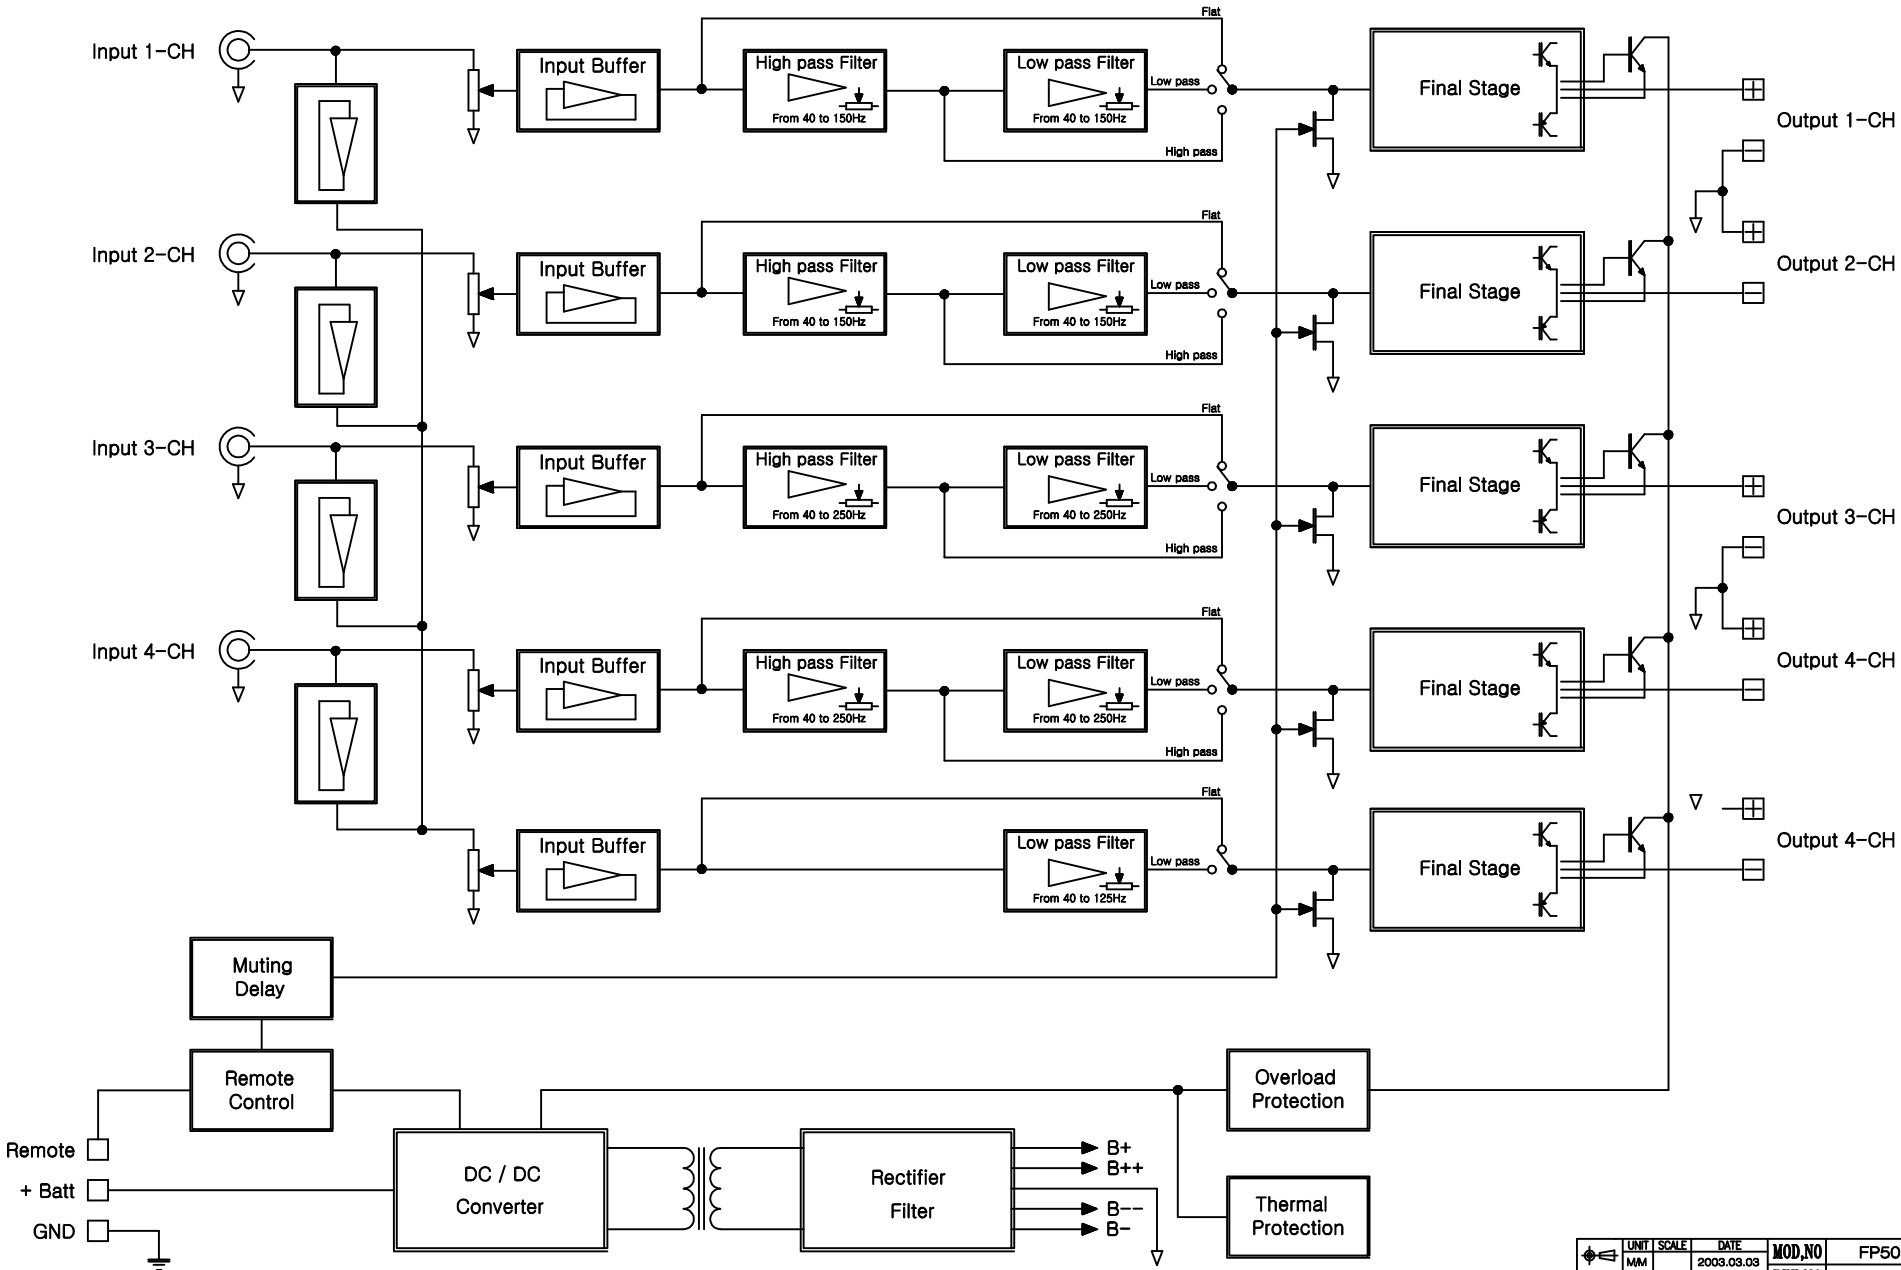 Flat
Input 1-CH
Input Buffer
High pass Filter
From 40 to 150Hz
Low pass Filter
From 40 to 150Hz
Low pass
High pass
Final Stage
Output 1-CH
Flat
Input 2-CH
Input Buffer
High pass Filter
From 40 to 150Hz
Low pass Filter
From 40 to 150Hz
Low pass
High pass
Final Stage
Output 2-CH
Flat
Input 3-CH
Input Buffer
High pass Filter
From 40 to 250Hz
Low pass Filter
From 40 to 250Hz
Low pass
High pass
Final Stage
Output 3-CH
Flat
Input 4-CH
Input Buffer
High pass Filter
From 40 to 250Hz
Low pass Filter
From 40 to 250Hz
Low pass
High pass
Final Stage
Output 4-CH
Flat
Input Buffer
Low pass Filter
From 40 to 125Hz
Low pass
Final Stage
Output 4-CH
Muting
Delay
Remote
Control
Overload
Protection
Remote
+ Batt
GND
DC / DC
Converter
Rectifier
Filter
B+
B++
B--
B-
Thermal
Protection
UNIT SCALE DATE MOD,NO FP50
M/M 2003.03.03